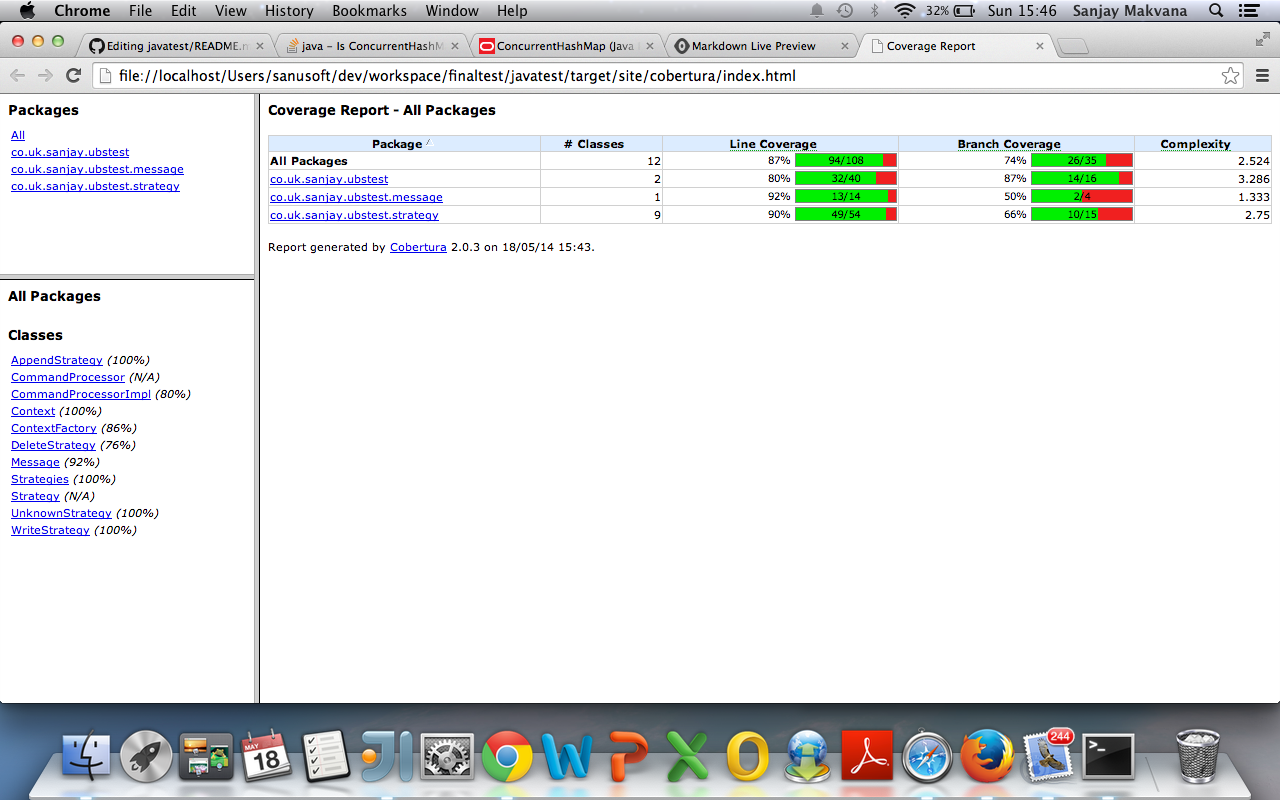 Chrome File Edit View History Bookmarks Window Help 32% Sun 15:46 Sanjay Makvana
Editing javatest/README.m java - Is ConcurrentHashM ConcurrentHashMap (Java Markdown Live Preview Coverage Report
file://localhost/Users/sanusoft/dev/workspace/finaltest/javatest/target/site/cobertura/index.html
Packages
All
co.uk.sanjay.ubstest
co.uk.sanjay.ubstest.message
co.uk.sanjay.ubstest.strategy
All Packages
Classes
AppendStrategy (100%)
CommandProcessor (N/A)
CommandProcessorImpl (80%)
Context (100%)
ContextFactory (86%)
DeleteStrategy (76%)
Message (92%)
Strategies (100%)
Strategy (N/A)
UnknownStrategy (100%)
WriteStrategy (100%)
Coverage Report - All Packages
Package # Classes Line Coverage Branch Coverage Complexity
All Packages 12 87% 94/108 74% 26/35 2.524
co.uk.sanjay.ubstest 2 80% 32/40 87% 14/16 3.286
co.uk.sanjay.ubstest.message 1 92% 13/14 50% 2/4 1.333
co.uk.sanjay.ubstest.strategy 9 90% 49/54 66% 10/15 2.75
Report generated by Cobertura 2.0.3 on 18/05/14 15:43.
MAY
18
JI
244
>_